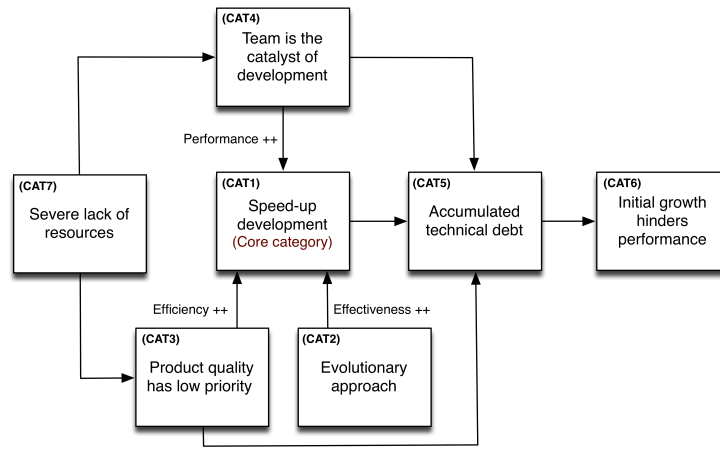 (CAT4)
Team is the
catalyst of
development
Performance ++
(CAT7)
Severe lack of
resources
(CAT1)
Speed-up
development
(Core category)
(CAT5)
Accumulated
technical debt
(CAT6)
Initial growth
hinders
performance
Efficiency ++
Effectiveness ++
(CAT3)
Product quality
has low priority
(CAT2)
Evolutionary
approach